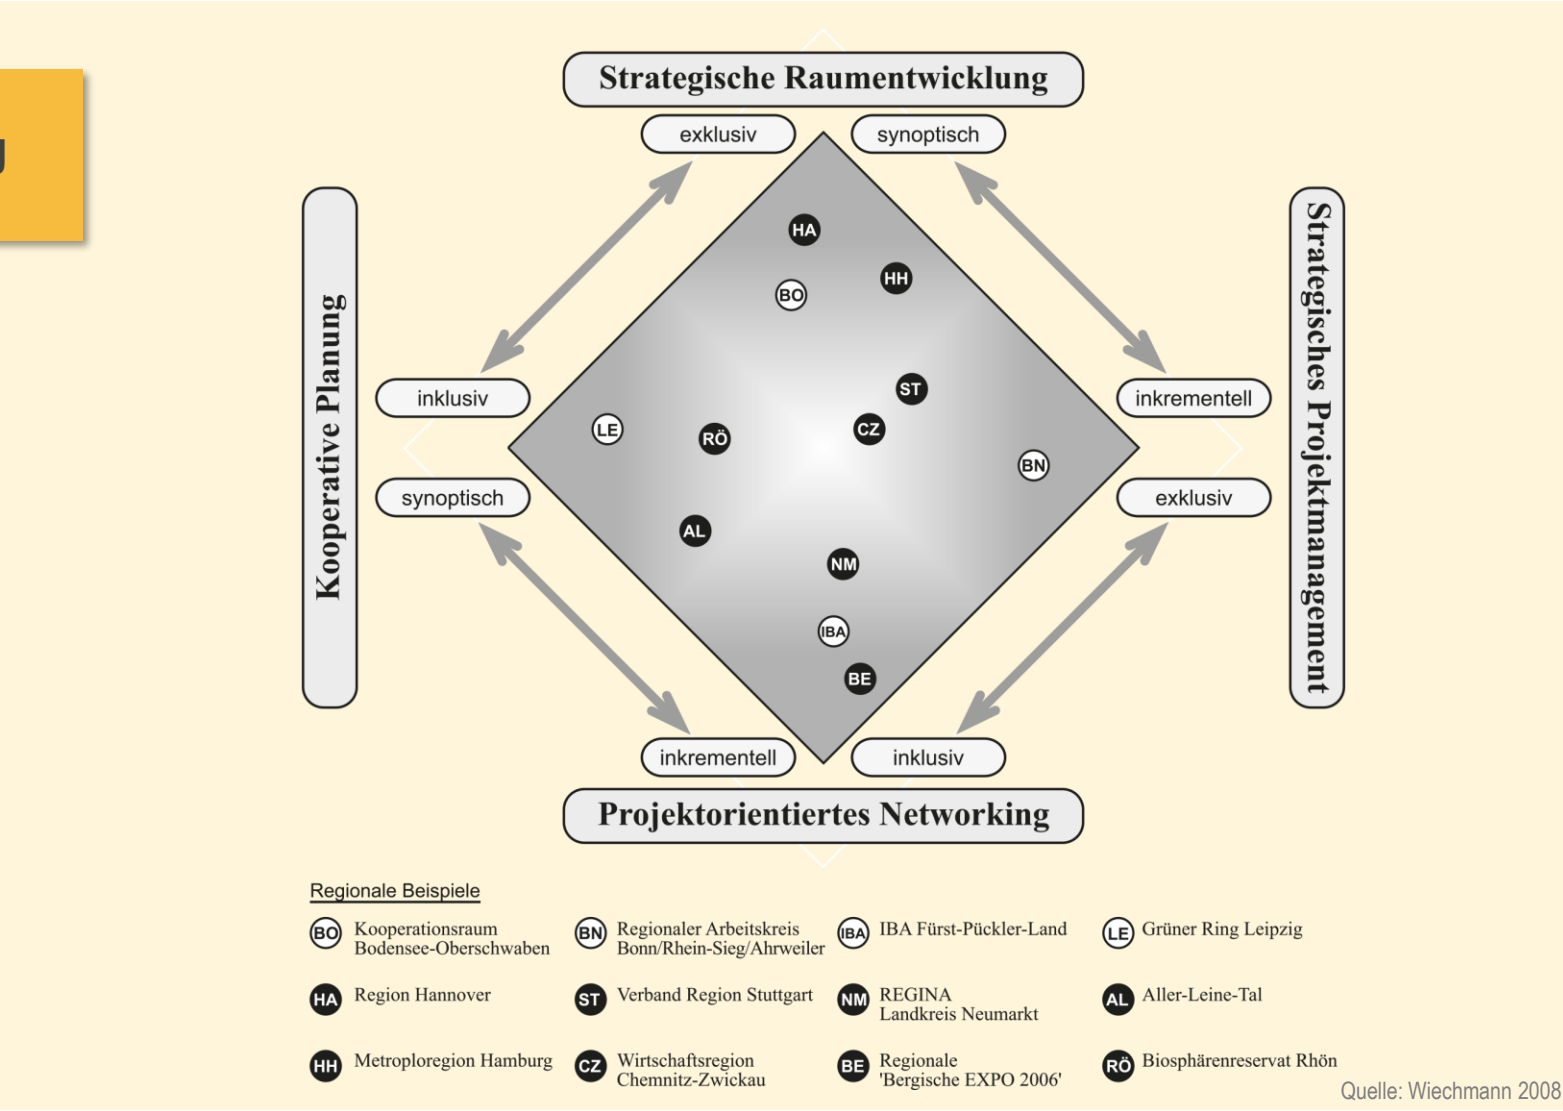 g
Strategische Raumentwicklung
exklusiv
synoptisch
Kooperative Planung
Strategisches Projektmanagement
HA
HH
BO
inklusiv
inkrementell
ST
LE
RÖ
CZ
BN
synoptisch
exklusiv
AL
NM
IBA
BE
inkrementell
inklusiv
Projektorientiertes Networking
Regionale Beispiele
BO Kooperationsraum
Bodensee-Oberschwaben
BN Regionaler Arbeitskreis
Bonn/Rhein-Sieg/Ahrweiler
IBA IBA Fürst-Pückler-Land
LE Grüner Ring Leipzig
HA Region Hannover
ST Verband Region Stuttgart
NM REGINA
Landkreis Neumarkt
AL Aller-Leine-Tal
HH Metroploregion Hamburg
CZ Wirtschaftsregion
Chemnitz-Zwickau
BE Regionale
'Bergische EXPO 2006'
RÖ Biosphärenreservat Rhön
Quelle: Wiechmann 2008